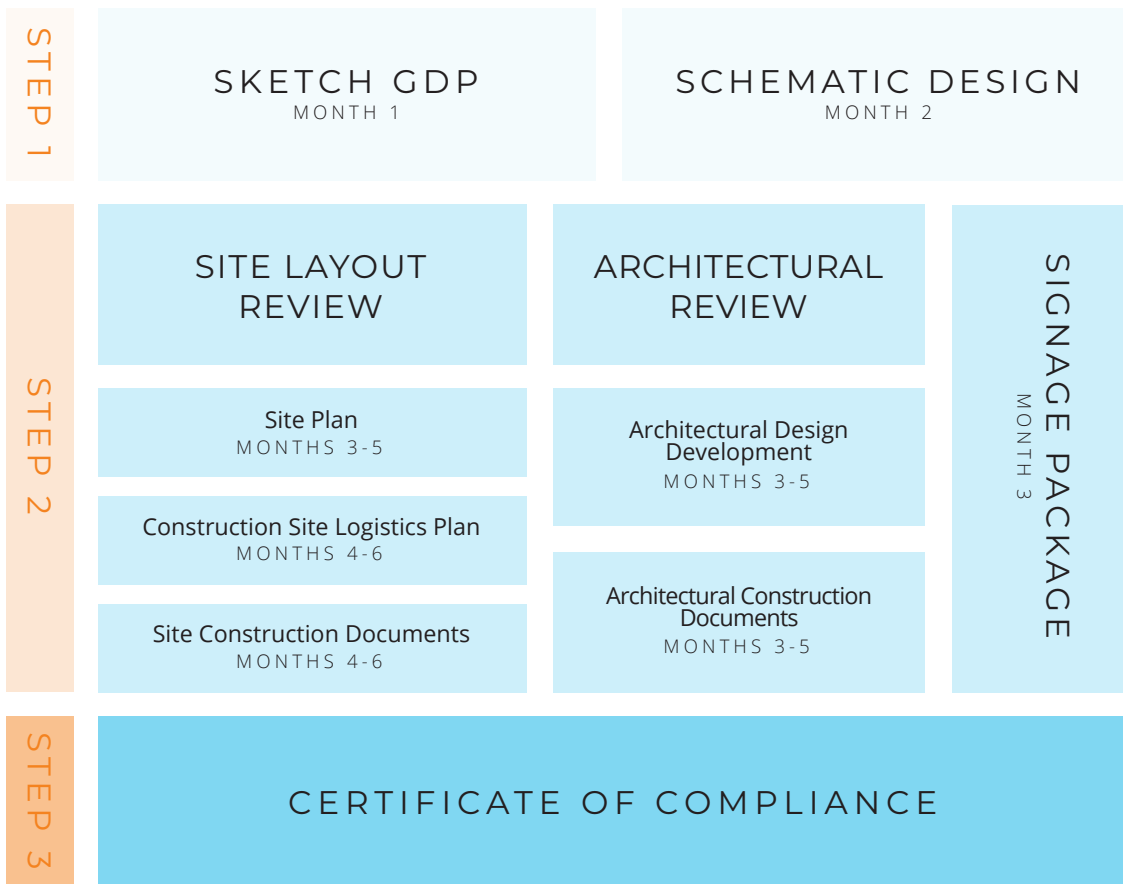 STEP 1
SKETCH GDP
MONTH 1
SCHEMATIC DESIGN
MONTH 2
STEP 2
SITE LAYOUT
REVIEW
Site Plan
MONTHS 3-5
Construction Site Logistics Plan
MONTHS 4-6
Site Construction Documents
MONTHS 4-6
ARCHITECTURAL
REVIEW
Architectural Design
Development
MONTHS 3-5
Architectural Construction
Documents
MONTHS 3-5
SIGNAGE PACKAGE
MONTH 3
STEP 3
CERTIFICATE OF COMPLIANCE